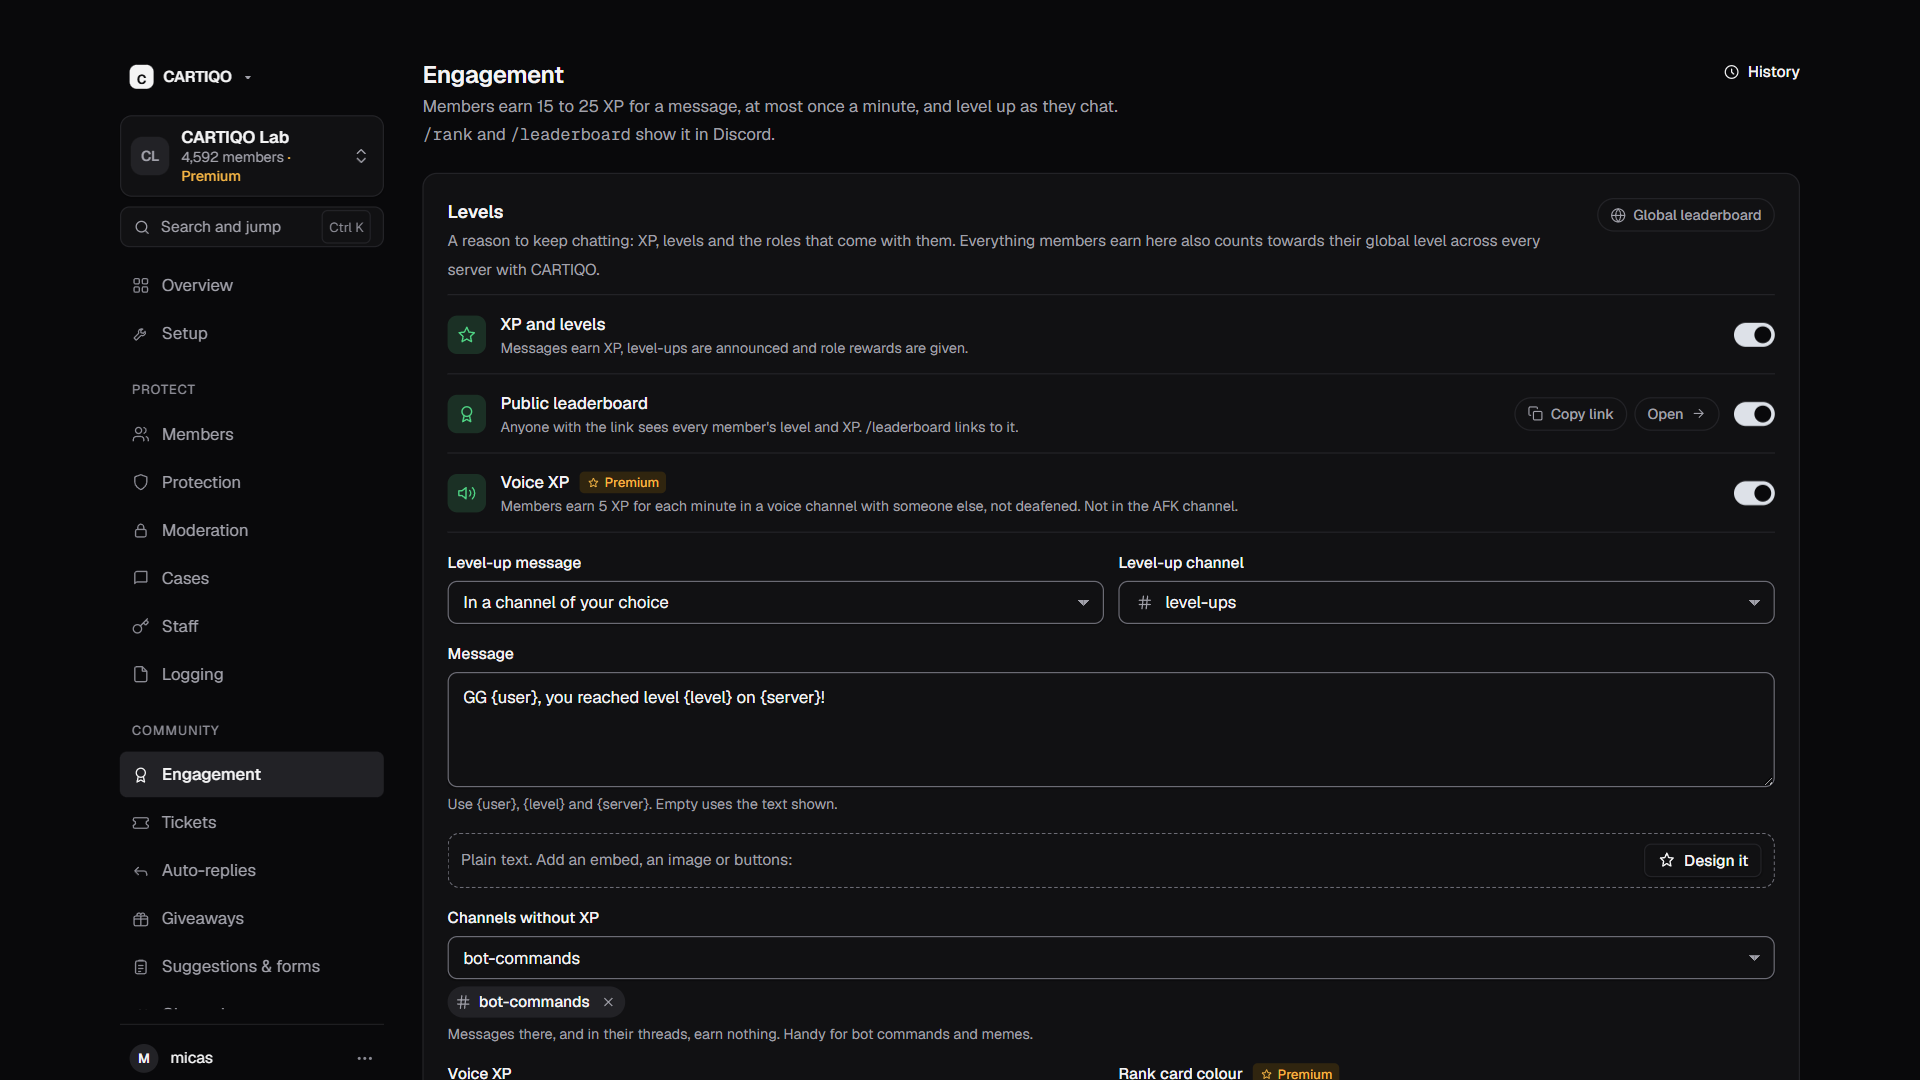 C CARTIQO
CL
CARTIQO Lab
4,592 members ·
Premium
Search and jump Ctrl K
Overview
Setup
PROTECT
Members
Protection
Moderation
Cases
Staff
Logging
COMMUNITY
Engagement
Tickets
Auto-replies
Giveaways
Suggestions & forms
M micas
Engagement
History
Members earn 15 to 25 XP for a message, at most once a minute, and level up as they chat.
/rank and /leaderboard show it in Discord.
Levels
Global leaderboard
A reason to keep chatting: XP, levels and the roles that come with them. Everything members earn here also counts towards their global level across every
server with CARTIQO.
XP and levels
Messages earn XP, level-ups are announced and role rewards are given.
Public leaderboard
Anyone with the link sees every member's level and XP. /leaderboard links to it.
Copy link
Open
Voice XP Premium
Members earn 5 XP for each minute in a voice channel with someone else, not deafened. Not in the AFK channel.
Level-up message
In a channel of your choice
Level-up channel
# level-ups
Message
GG {user}, you reached level {level} on {server}!
Use {user}, {level} and {server}. Empty uses the text shown.
Plain text. Add an embed, an image or buttons:
Design it
Channels without XP
bot-commands
# bot-commands
Messages there, and in their threads, earn nothing. Handy for bot commands and memes.
Voice XP
Rank card colour Premium